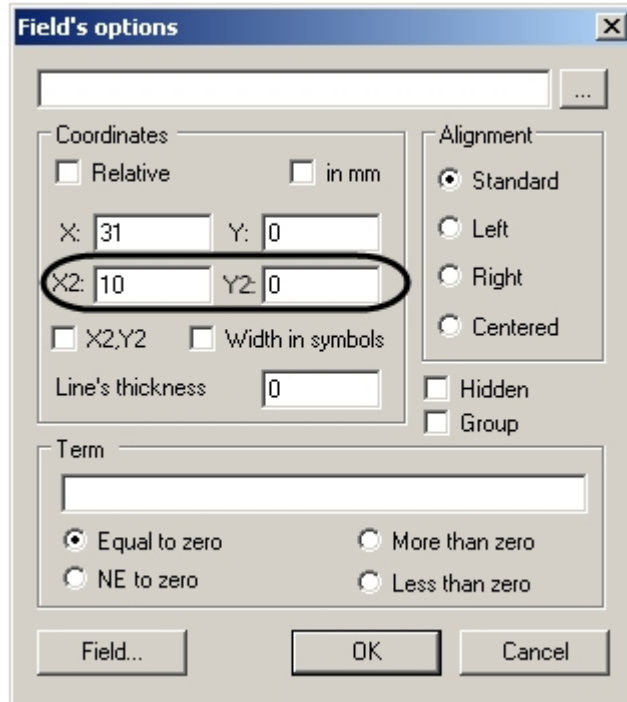 Field's options
...
Coordinates
Alignment
Relative in mm
Standard
X: 31 Y: 0
Left
X2: 10 Y2: 0
Right
X2,Y2 Width in symbols
Centered
Line's thickness 0
Hidden
Group
Term
Equal to zero More than zero
NE to zero Less than zero
Field... OK Cancel